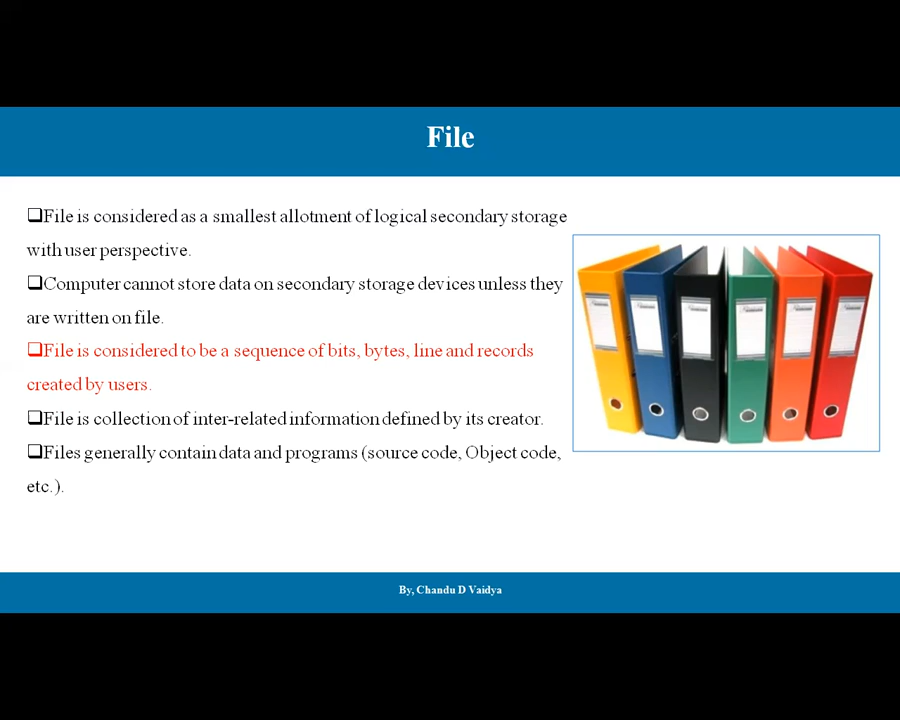 File
❑File is considered as a smallest allotment of logical secondary storage
with user perspective.
❑Computer cannot store data on secondary storage devices unless they
are written on file.
❑File is considered to be a sequence of bits, bytes, line and records
created by users.
❑File is collection of inter-related information defined by its creator.
❑Files generally contain data and programs (source code, Object code,
etc.).
By, Chandu D Vaidya